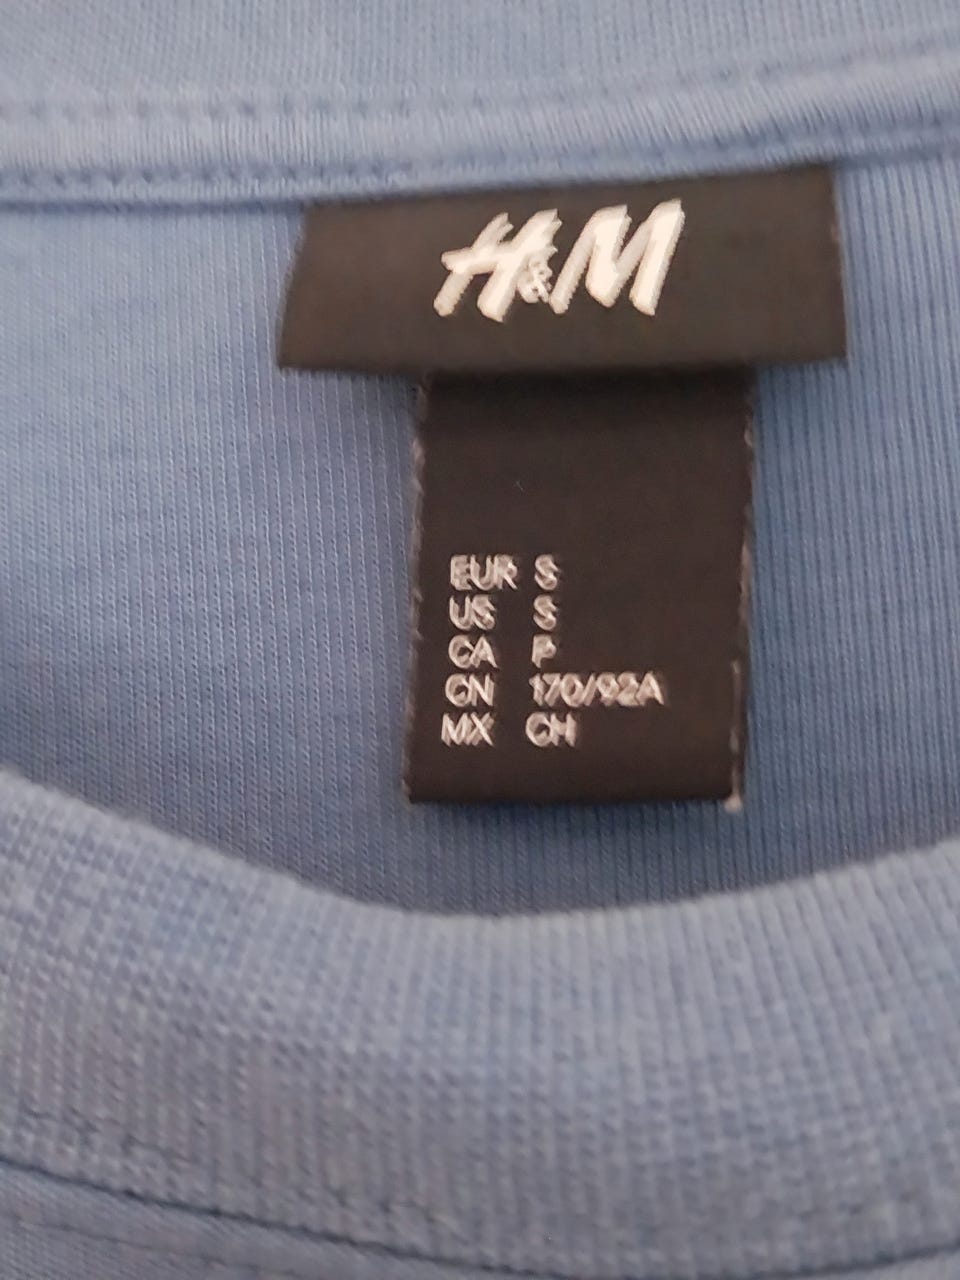 H&M
EUR S
US S
CA P
CN 170/92A
MX CH